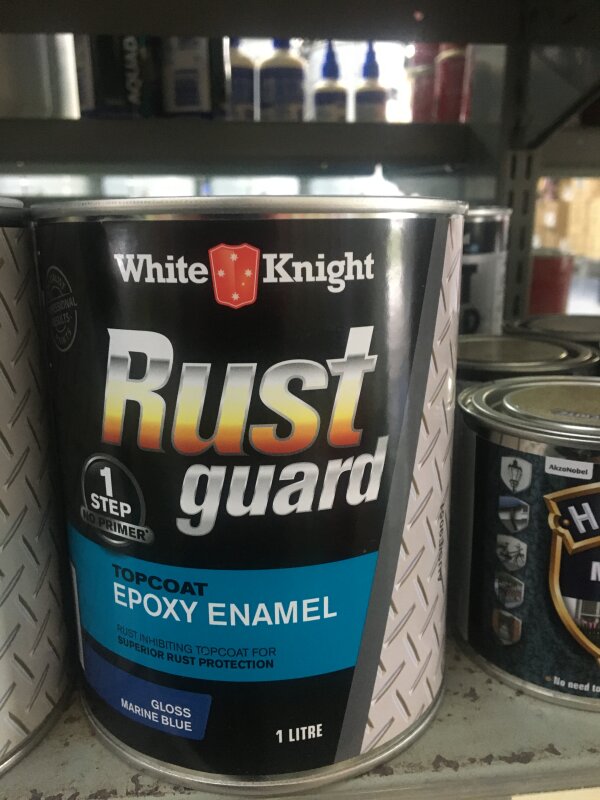 White Knight
Rust
guard
1
STEP
NO PRIMER*
TOPCOAT
EPOXY ENAMEL
RUST INHIBITING TOPCOAT FOR
SUPERIOR RUST PROTECTION
GLOSS
MARINE BLUE
1 LITRE
AkzoNobel
H
M
No need to